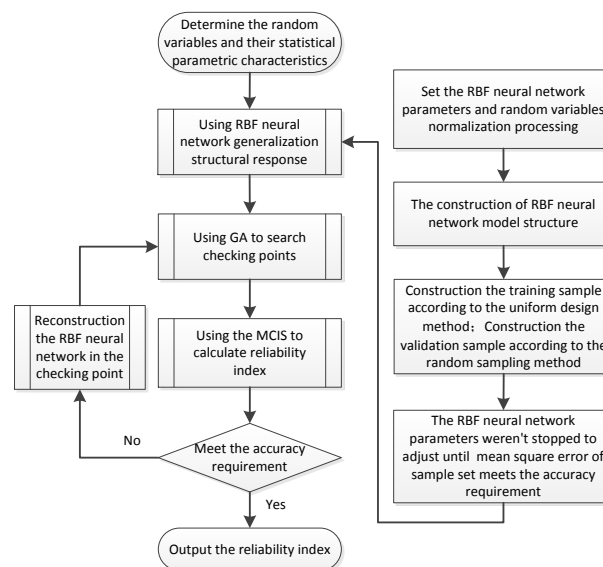 Determine the random
variables and their statistical
parametric characteristics
Using RBF neural
network generalization
structural response
Using GA to search
checking points
Using the MCIS to
calculate reliability index
Reconstruction
the RBF neural
network in the
checking point
No
Meet the accuracy
requirement
Yes
Output the reliability index
Set the RBF neural network
parameters and random variables
normalization processing
The construction of RBF neural
network model structure
Construction the training sample
according to the uniform design
method：Construction the
validation sample according to the
random sampling method
The RBF neural network
parameters weren't stopped to
adjust until mean square error of
sample set meets the accuracy
requirement